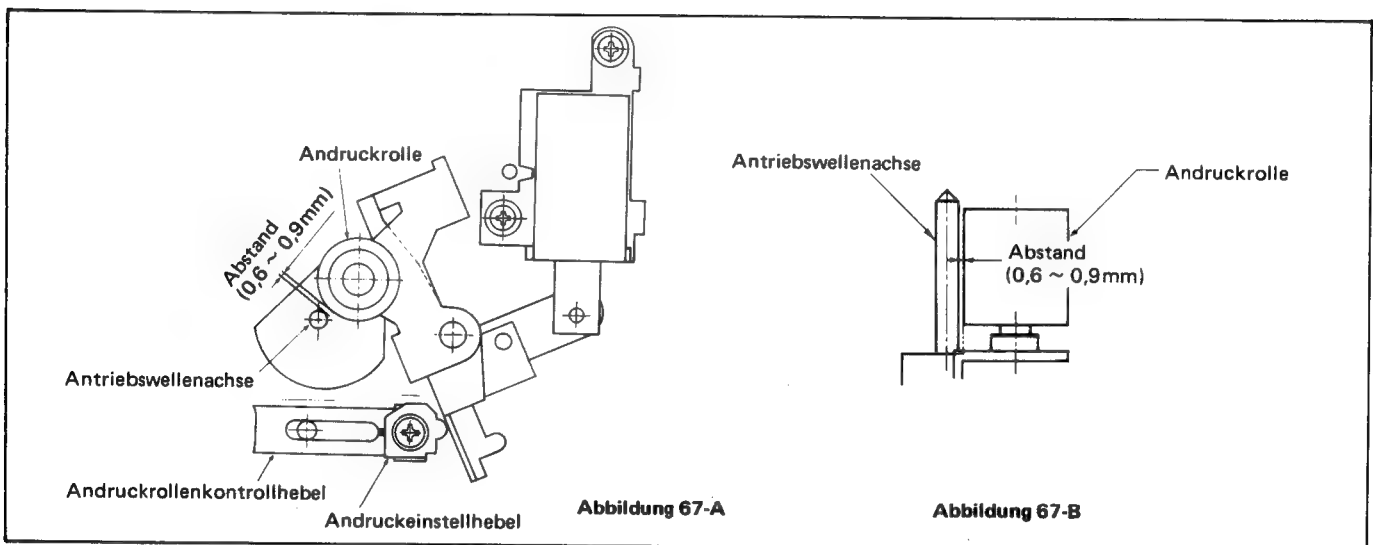 Andruckrolle
Abstand
(0,6 ~ 0,9mm)
Antriebswellenachse
Andruckrollenkontrollhebel
Andruckeinstellhebel
Abbildung 67-A
Antriebswellenachse
Andruckrolle
Abstand
(0,6 ~ 0,9mm)
Abbildung 67-B